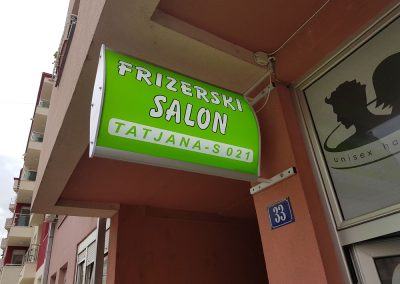 FRIZERSKI
SALON
TATJANA-S 021
33
unisex